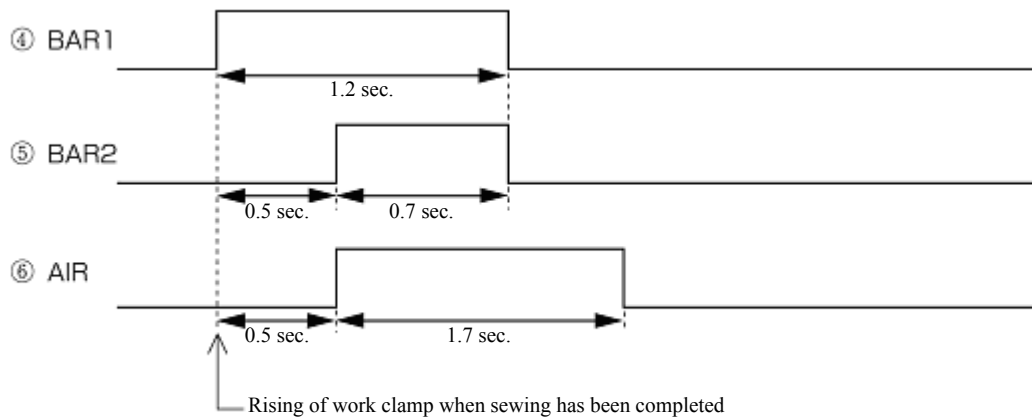 ④ BAR1
1.2 sec.
⑤ BAR2
0.5 sec. 0.7 sec.
⑥ AIR
0.5 sec. 1.7 sec.
Rising of work clamp when sewing has been completed